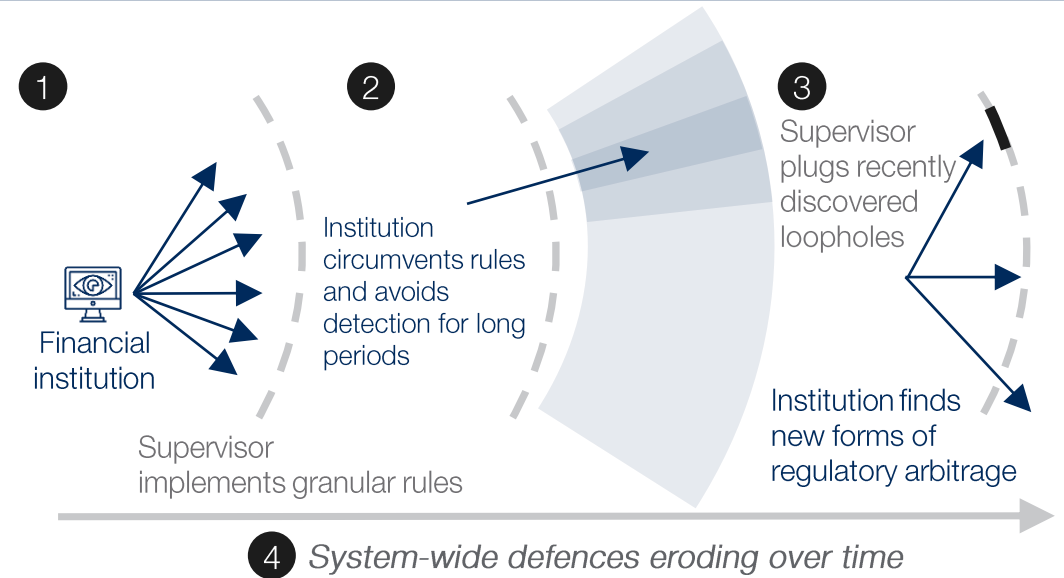 1
Financial
institution
Supervisor
implements granular rules
2
Institution
circumvents rules
and avoids
detection for long
periods
3
Supervisor
plugs recently
discovered
loopholes
Institution finds
new forms of
regulatory arbitrage
4 System-wide defences eroding over time